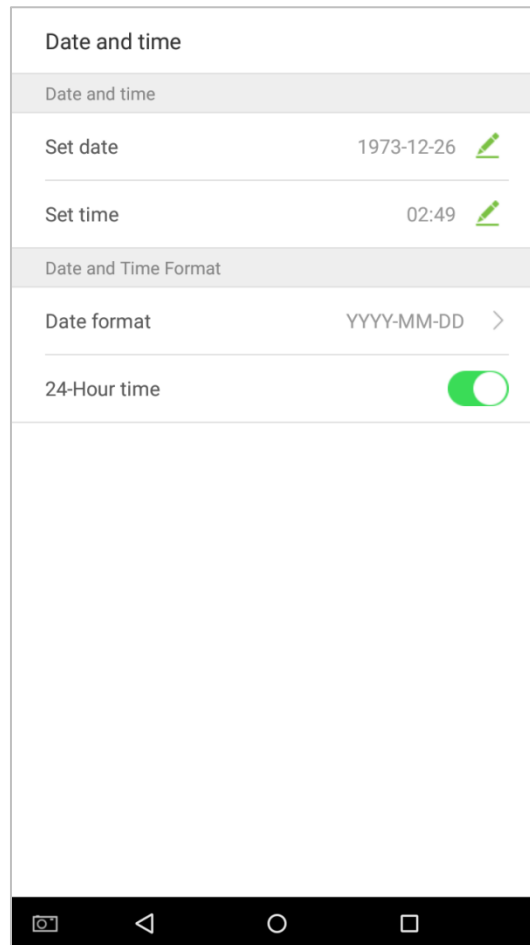 Date and time
Date and time
Set date 1973-12-26
Set time 02:49
Date and Time Format
Date format YYYY-MM-DD
24-Hour time